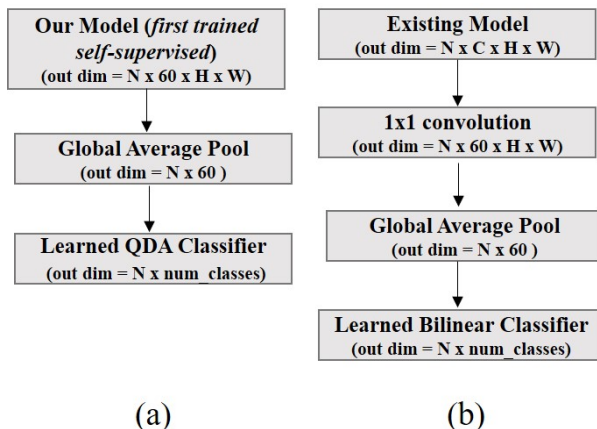 Our Model (first trained
self-supervised)
(out dim = N x 60 x H x W)
Global Average Pool
(out dim = N x 60 )
Learned QDA Classifier
(out dim = N x num_classes)
(a)
Existing Model
(out dim = N x C x H x W)
1x1 convolution
(out dim = N x 60 x H x W)
Global Average Pool
(out dim = N x 60 )
Learned Bilinear Classifier
(out dim = N x num_classes)
(b)